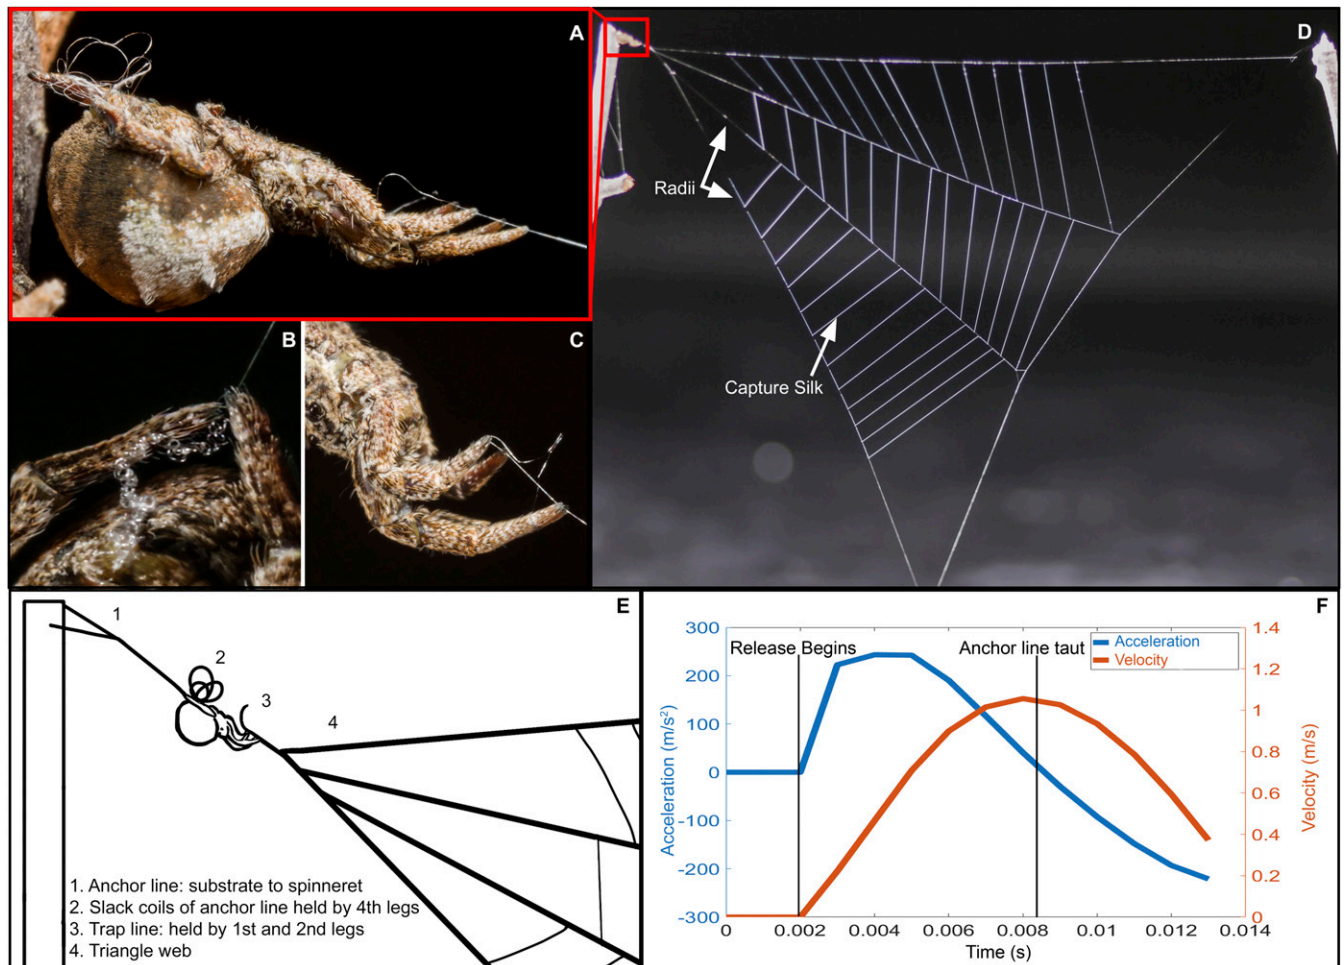 A
D
Radii
B
C
Capture Silk
E
1
2
3
4
1. Anchor line: substrate to spinneret
2. Slack coils of anchor line held by 4th legs
3. Trap line: held by 1st and 2nd legs
4. Triangle web
F
300
200
100
0
-100
-200
-300
Acceleration (m/s²)
Release Begins
Anchor line taut
Acceleration
Velocity
1.4
1.2
1
0.8
0.6
0.4
0.2
0
Velocity (m/s)
0 0.002 0.004 0.006 0.008 0.01 0.012 0.014
Time (s)